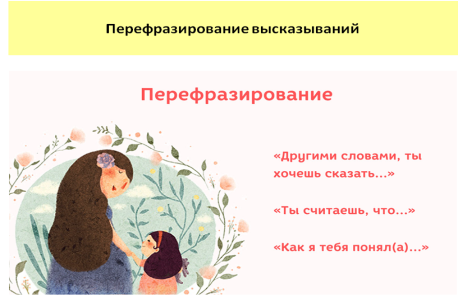 Перефразирование высказываний
Перефразирование
«Другими словами, ты
хочешь сказать...»
«Ты считаешь, что...»
«Как я тебя понял(а)...»